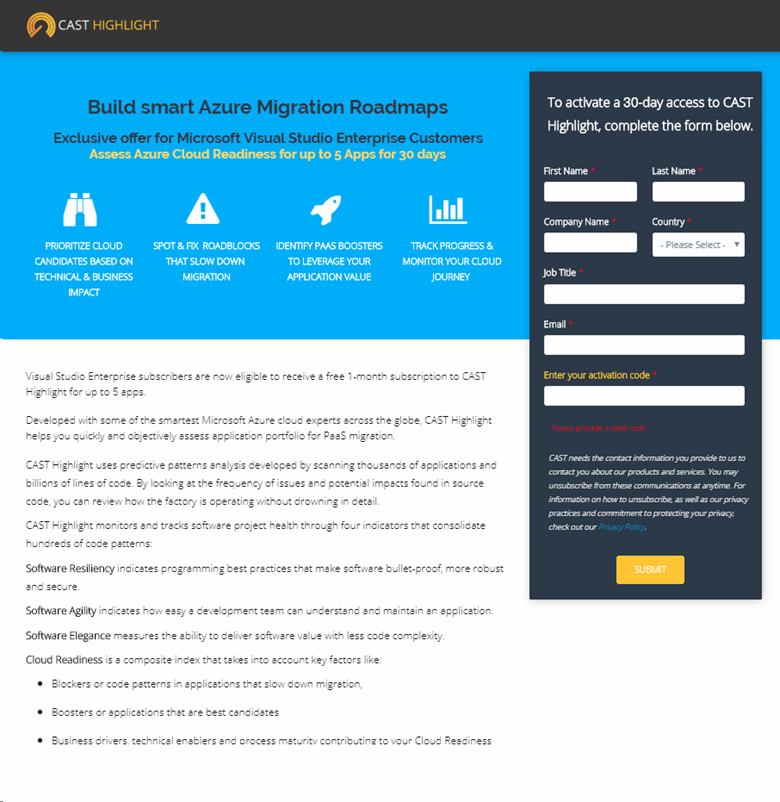 CAST HIGHLIGHT
Build smart Azure Migration Roadmaps
Exclusive offer for Microsoft Visual Studio Enterprise Customers
Assess Azure Cloud Readiness for up to 5 Apps for 30 days
PRIORITIZE CLOUD
CANDIDATES BASED ON
TECHNICAL & BUSINESS
IMPACT
SPOT & FIX ROADBLOCKS
THAT SLOW DOWN
MIGRATION
IDENTIFY PAAS BOOSTERS
TO LEVERAGE YOUR
APPLICATION VALUE
TRACK PROGRESS &
MONITOR YOUR CLOUD
JOURNEY
Visual Studio Enterprise subscribers are now eligible to receive a free 1-month subscription to CAST
Highlight for up to 5 apps.
Developed with some of the smartest Microsoft Azure cloud experts across the globe, CAST Highlight
helps you quickly and objectively assess application portfolio for PaaS migration.
CAST Highlight uses predictive patterns analysis developed by scanning thousands of applications and
billions of lines of code. By looking at the frequency of issues and potential impacts found in source
code, you can review how the factory is operating without drowning in detail.
CAST Highlight monitors and tracks software project health through four indicators that consolidate
hundreds of code patterns:
Software Resiliency indicates programming best practices that make software bullet-proof, more robust
and secure.
Software Agility indicates how easy a development team can understand and maintain an application.
Software Elegance measures the ability to deliver software value with less code complexity.
Cloud Readiness is a composite index that takes into account key factors like:
• Blockers or code patterns in applications that slow down migration,
• Boosters or applications that are best candidates
• Business drivers, technical enablers and process maturity contributing to your Cloud Readiness
To activate a 30-day access to CAST
Highlight, complete the form below.
First Name * Last Name *
Company Name * Country *
- Please Select -
Job Title *
Email *
Enter your activation code *
Please provide a valid code
CAST needs the contact information you provide to us to
contact you about our products and services. You may
unsubscribe from these communications at anytime. For
information on how to unsubscribe, as well as our privacy
practices and commitment to protecting your privacy,
check out our Privacy Policy.
SUBMIT